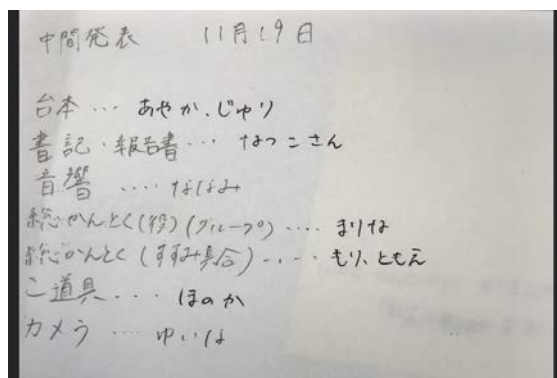 中間発表 11月19日
台本… あやか、じゅり
書記・報告書… なつこさん
音響 …. ななみ
総かんとく(役)(グループ) …. まりな
総かんとく(すすみ具合) -..- もり、ともえ
こ道具... ほのか
カメラ …. ゆいな